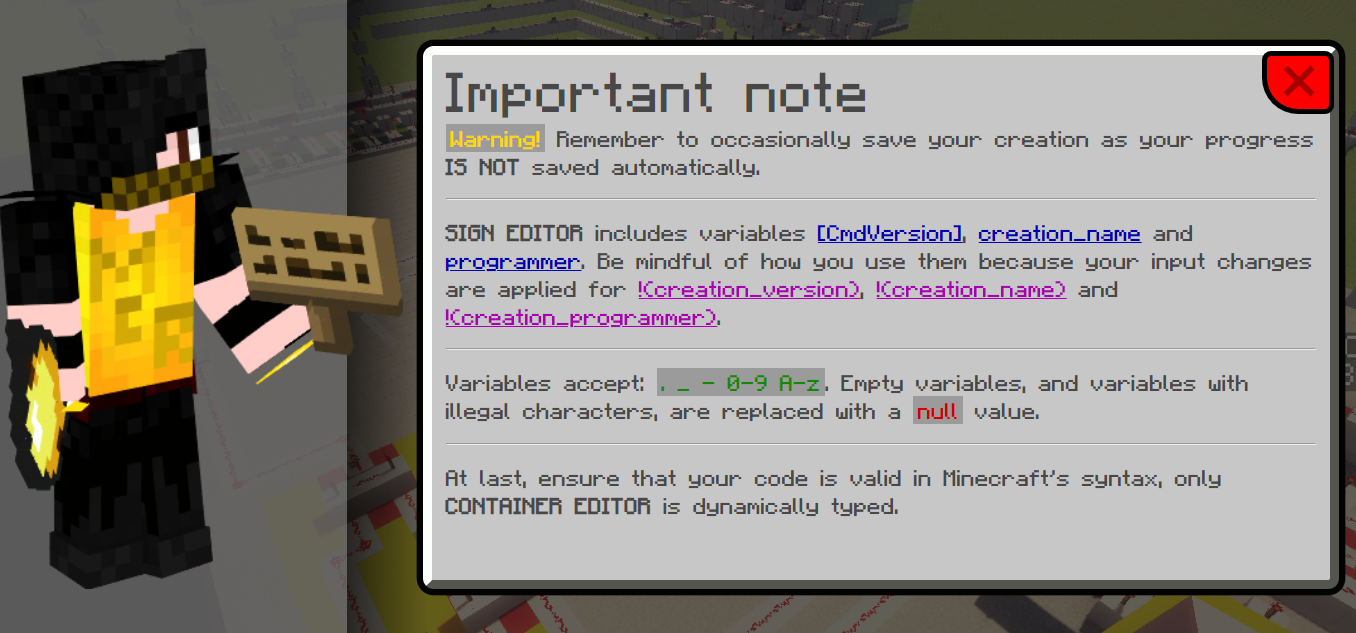 Important note
Warning! Remember to occasionally save your creation as your progress
IS NOT saved automatically.
SIGN EDITOR includes variables [CmdVersion], creation_name and
programmer. Be mindful of how you use them because your input changes
are applied for !(creation_version), !(creation_name) and
!(creation_programmer).
Variables accept: . _ - 0-9 A-z. Empty variables, and variables with
illegal characters, are replaced with a null value.
At last, ensure that your code is valid in Minecraft's syntax, only
CONTAINER EDITOR is dynamically typed.